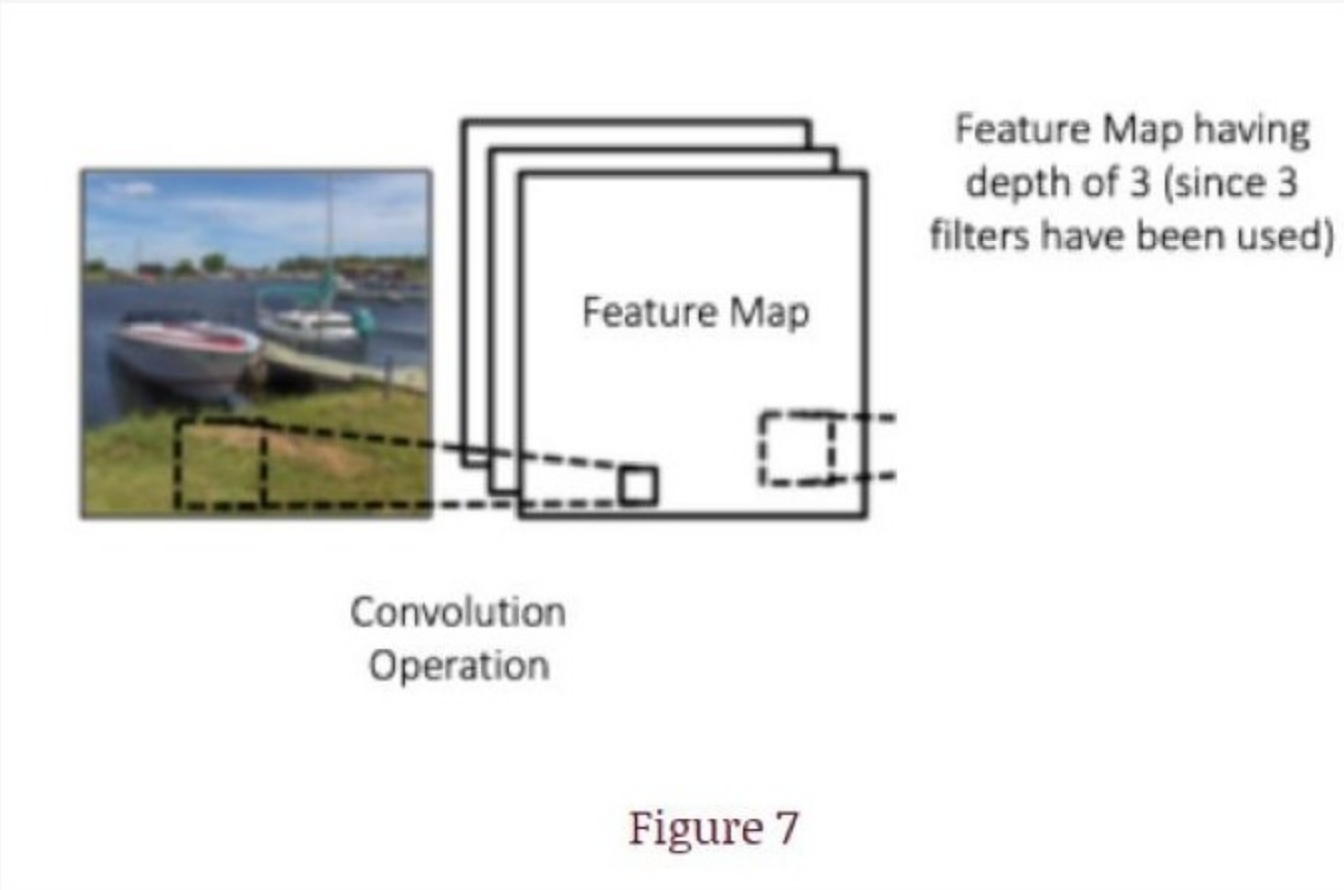 Feature Map having
depth of 3 (since 3
filters have been used)
Feature Map
Convolution
Operation
Figure 7